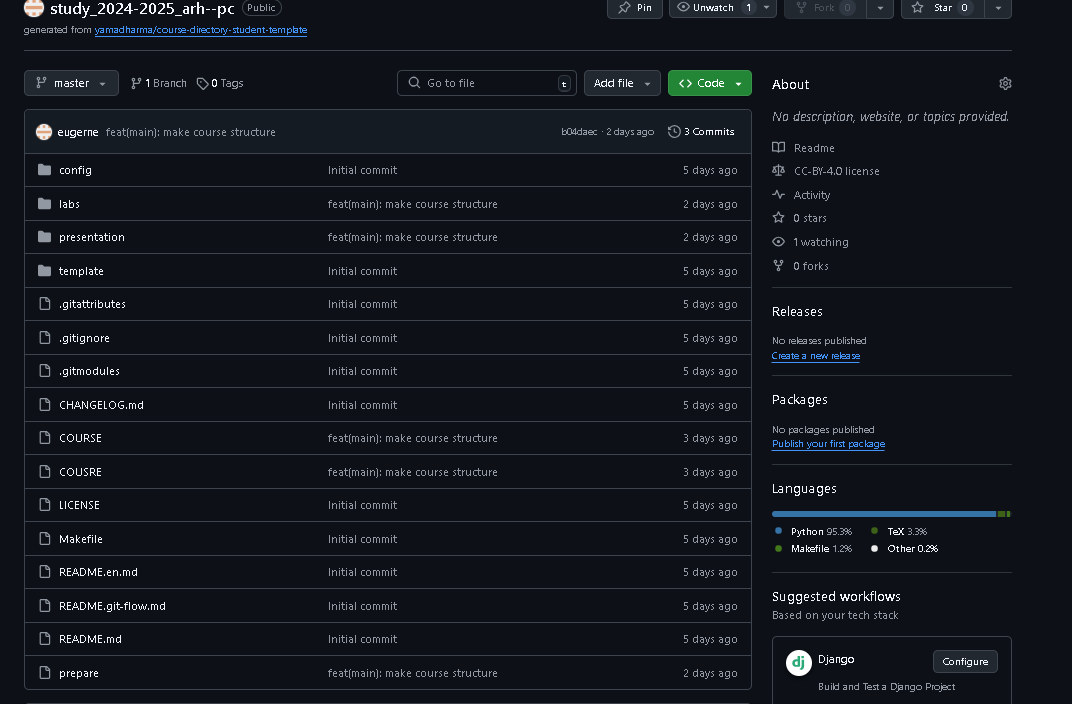 study_2024-2025_arh--pc Public Pin Unwatch 1 Fork 0 Star 0
generated from yamadharma/course-directory-student-template
master 1 Branch 0 Tags Go to file t Add file Code
eugerne feat(main): make course structure b04daec · 2 days ago 3 Commits
config Initial commit 5 days ago
labs feat(main): make course structure 2 days ago
presentation feat(main): make course structure 2 days ago
template Initial commit 5 days ago
.gitattributes Initial commit 5 days ago
.gitignore Initial commit 5 days ago
.gitmodules Initial commit 5 days ago
CHANGELOG.md Initial commit 5 days ago
COURSE feat(main): make course structure 3 days ago
COUSRE feat(main): make course structure 3 days ago
LICENSE Initial commit 5 days ago
Makefile Initial commit 5 days ago
README.en.md Initial commit 5 days ago
README.git-flow.md Initial commit 5 days ago
README.md Initial commit 5 days ago
prepare feat(main): make course structure 2 days ago
About
No description, website, or topics provided.
Readme
CC-BY-4.0 license
Activity
0 stars
1 watching
0 forks
Releases
No releases published
Create a new release
Packages
No packages published
Publish your first package
Languages
Python 95.3% TeX 3.3%
Makefile 1.2% Other 0.2%
Suggested workflows
Based on your tech stack
dj Django Configure
Build and Test a Django Project